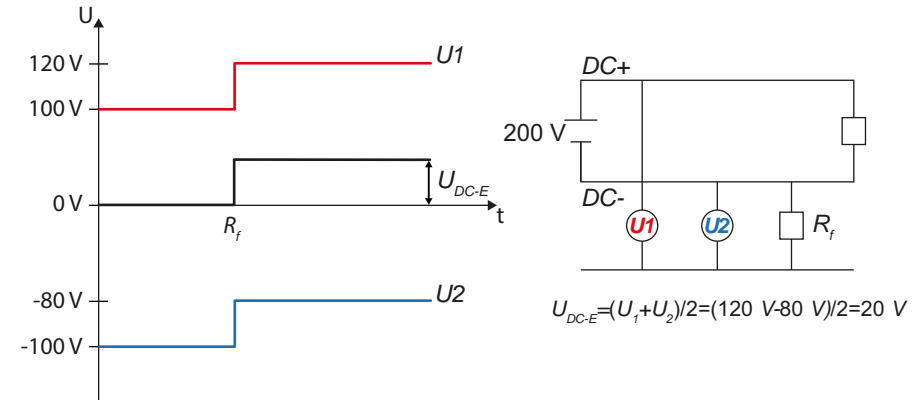 U
120 V
U1
100 V
U_DC-E
0 V
t
R_f
-80 V
U2
-100 V
DC+
200 V
DC-
U1
U2
R_f
U_DC-E=(U_1+U_2)/2=(120 V-80 V)/2=20 V